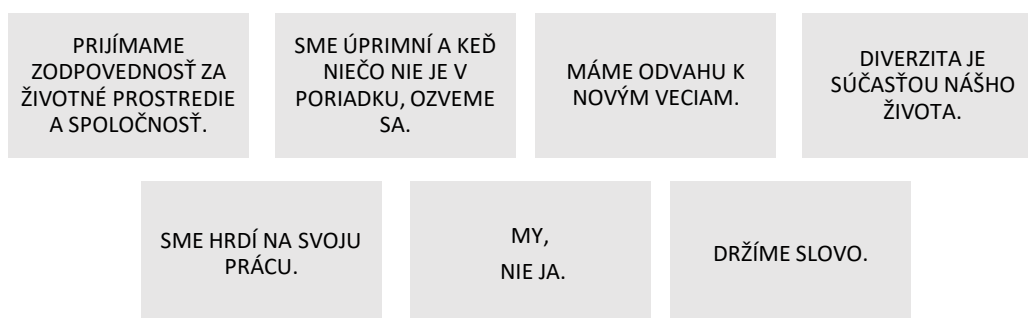 PRIJÍMAME
ZODPOVEDNOSŤ ZA
ŽIVOTNÉ PROSTREDIE
A SPOLOČNOSŤ.
SME ÚPRIMNÍ A KEĎ
NIEČO NIE JE V
PORIADKU, OZVEME
SA.
MÁME ODVAHU K
NOVÝM VECIAM.
DIVERZITA JE
SÚČASŤOU NÁŠHO
ŽIVOTA.
SME HRDÍ NA SVOJU
PRÁCU.
MY,
NIE JA.
DRŽÍME SLOVO.